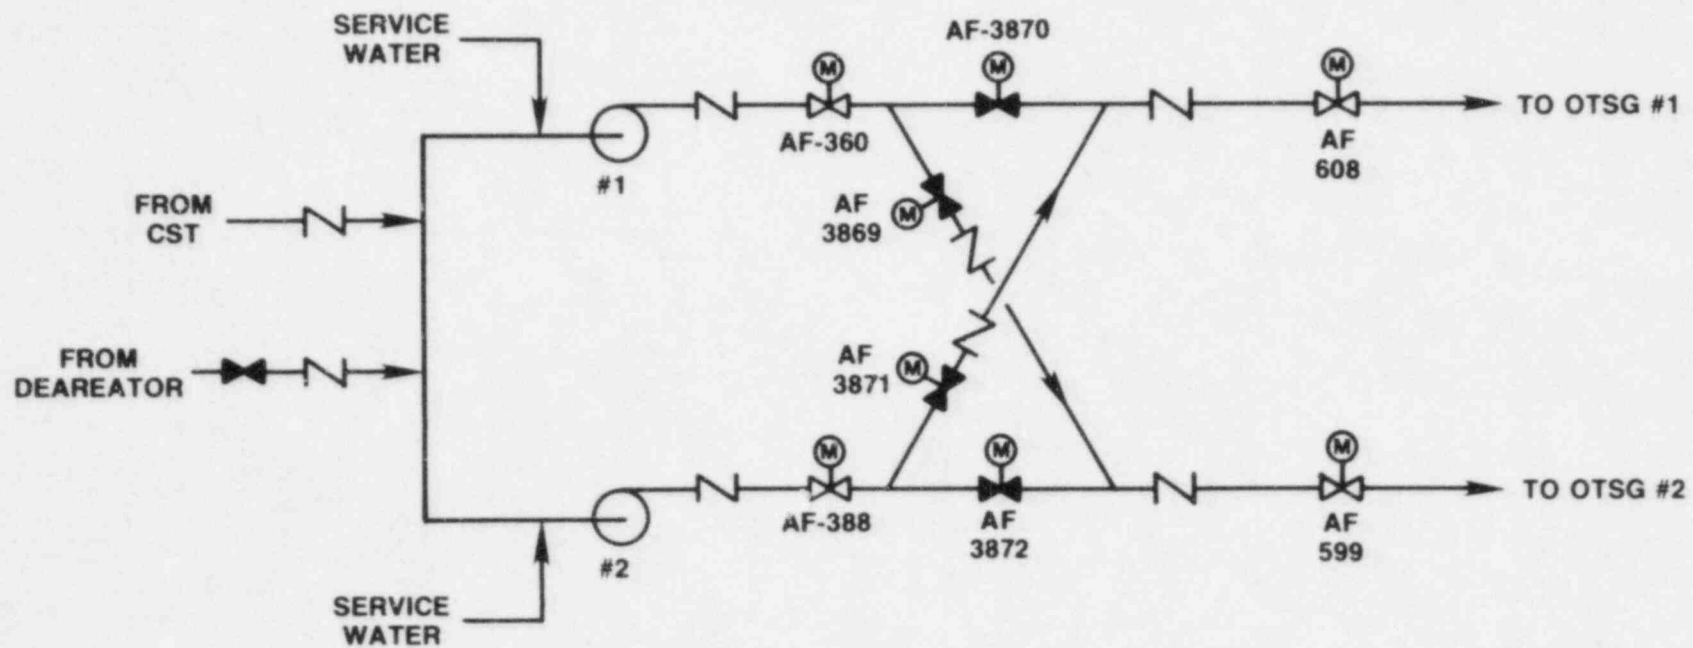 SERVICE
WATER
AF-3870
M
M
M
TO OTSG #1
AF-360
AF
608
#1
FROM
CST
AF
3869
M
FROM
DEAREATOR
AF
3871
M
M
M
M
TO OTSG #2
AF-388
AF
3872
AF
599
#2
SERVICE
WATER